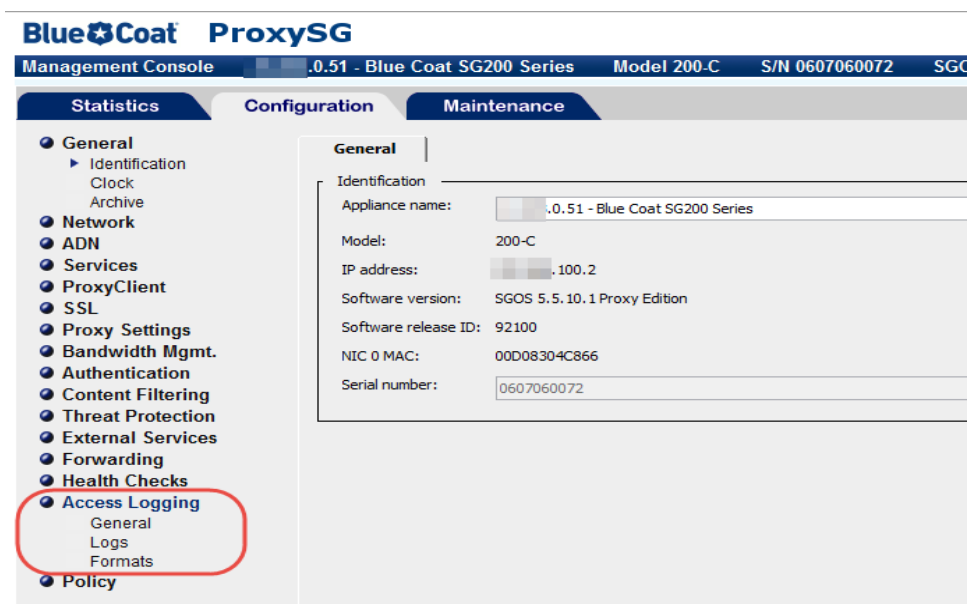 Blue Coat ProxySG
Management Console .0.51 - Blue Coat SG200 Series Model 200-C S/N 0607060072
Statistics Configuration Maintenance
General
Identification
Clock
Archive
Network
ADN
Services
ProxyClient
SSL
Proxy Settings
Bandwidth Mgmt.
Authentication
Content Filtering
Threat Protection
External Services
Forwarding
Health Checks
Access Logging
General
Logs
Formats
Policy
General
Identification
Appliance name: .0.51 - Blue Coat SG200 Series
Model: 200-C
IP address: .100.2
Software version: SGOS 5.5.10.1 Proxy Edition
Software release ID: 92100
NIC 0 MAC: 00D08304C866
Serial number: 0607060072